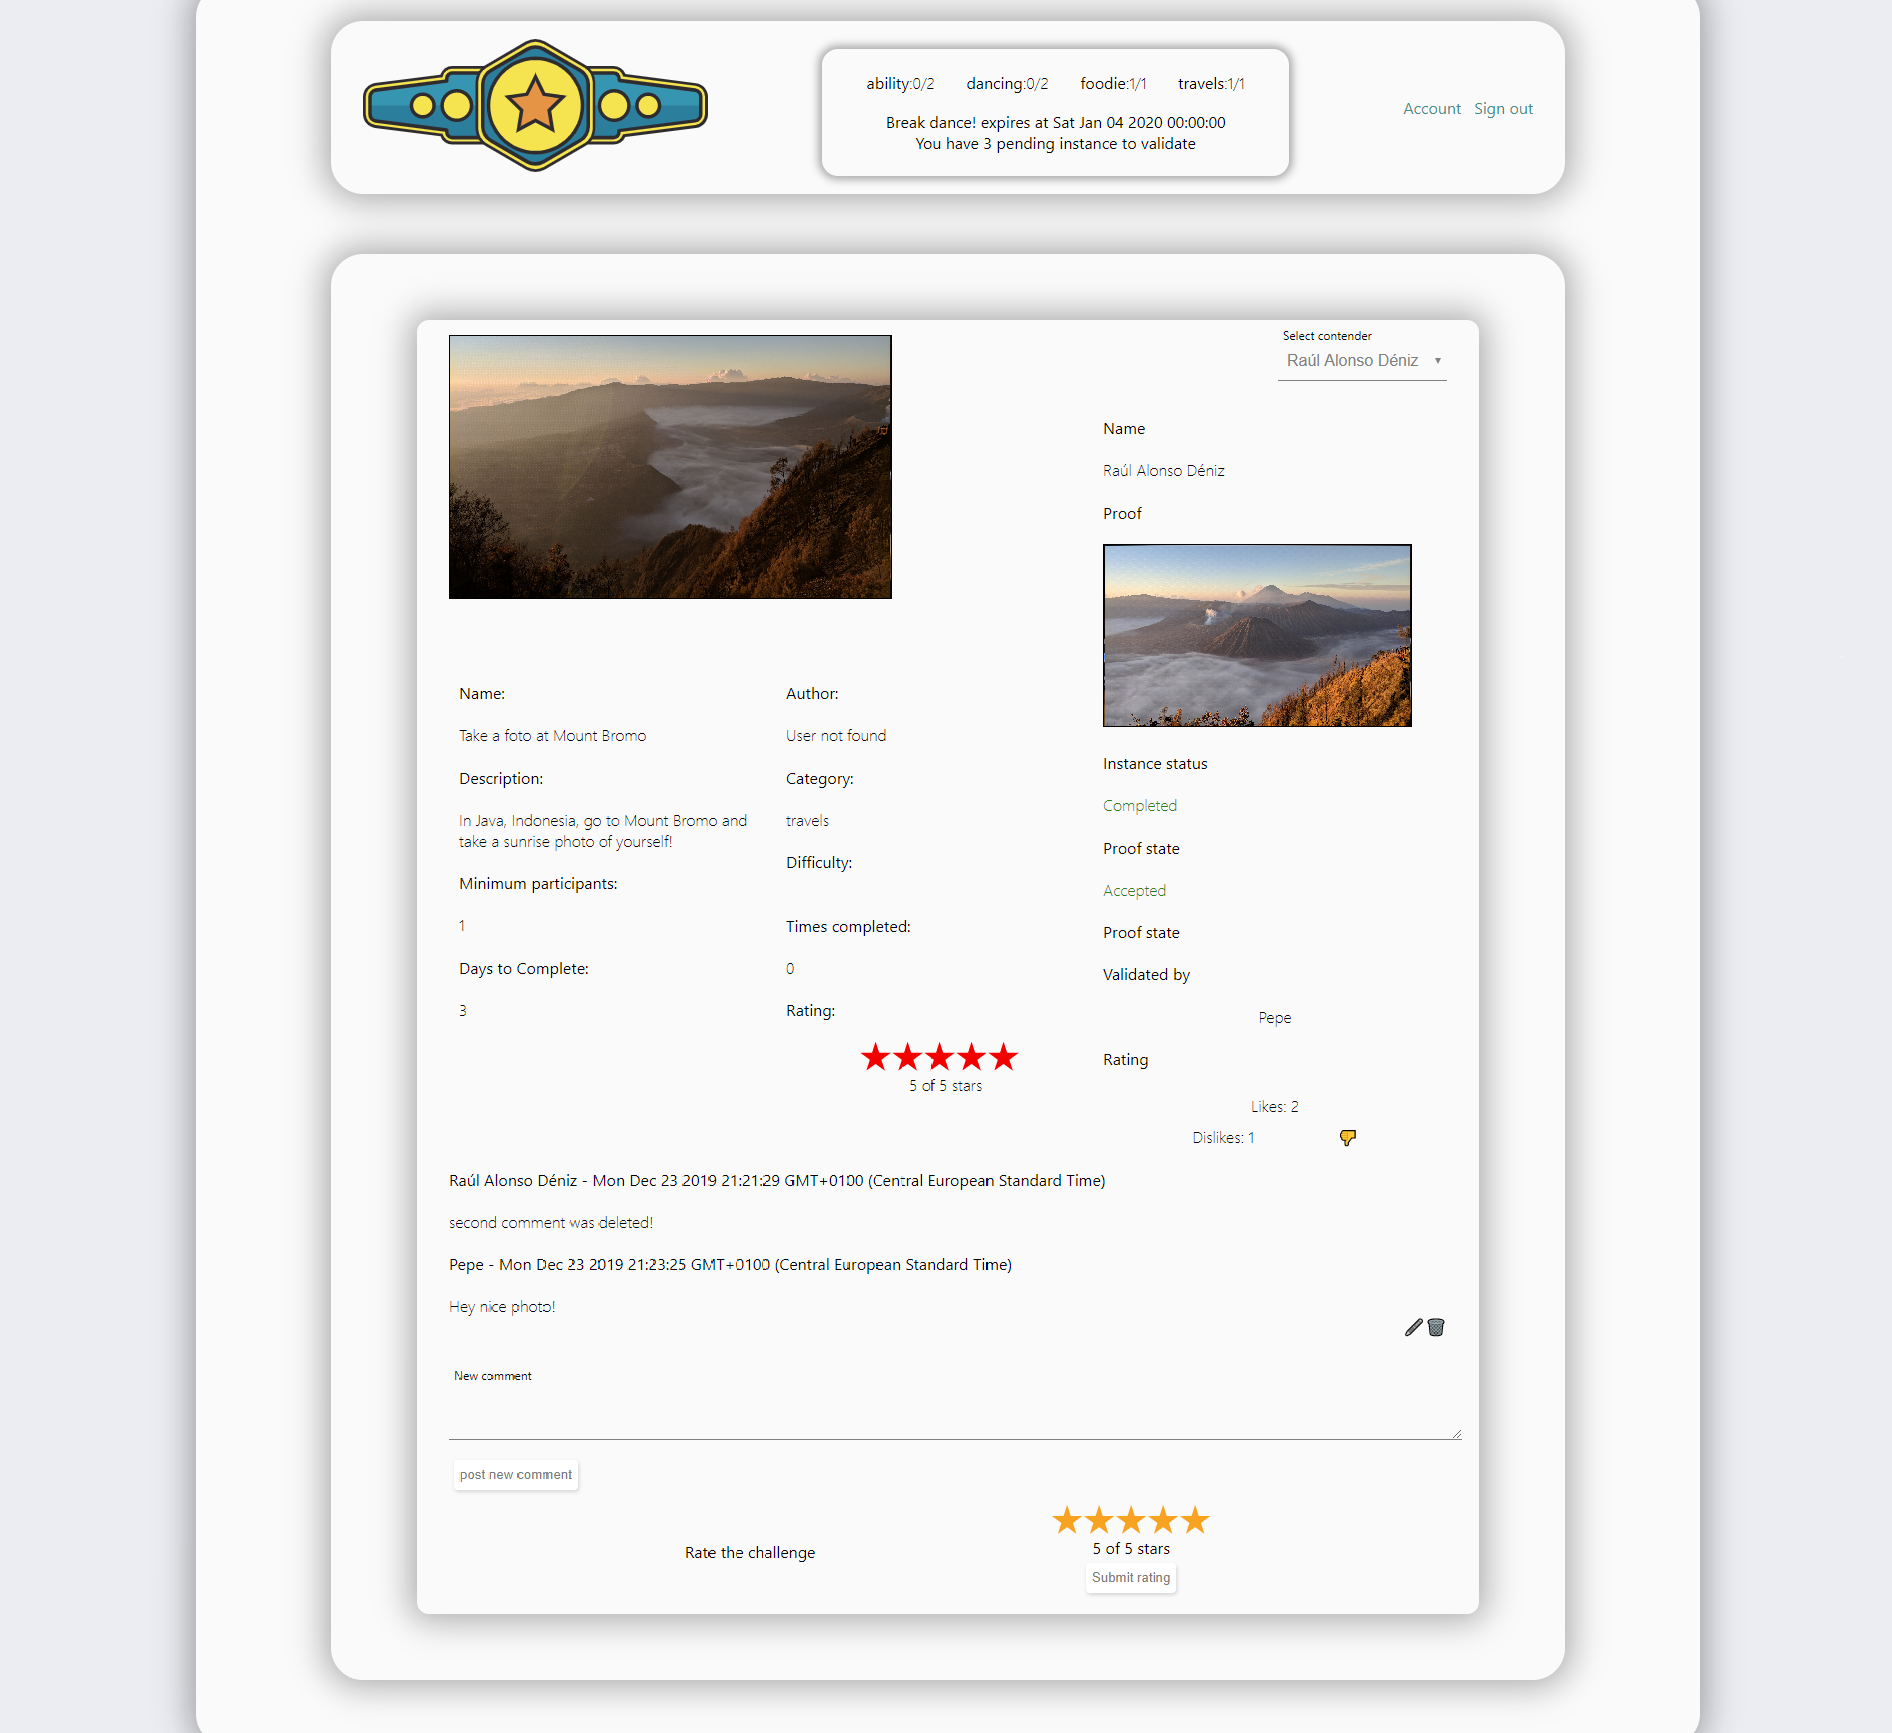 ability:0/2 dancing:0/2 foodie:1/1 travels:1/1
Break dance! expires at Sat Jan 04 2020 00:00:00
You have 3 pending instance to validate
Account Sign out
Select contender
Raúl Alonso Déniz
Name
Raúl Alonso Déniz
Proof
Name:
Take a foto at Mount Bromo
Description:
In Java, Indonesia, go to Mount Bromo and
take a sunrise photo of yourself!
Minimum participants:
1
Days to Complete:
3
Author:
User not found
Category:
travels
Difficulty:
Times completed:
0
Rating:
5 of 5 stars
Instance status
Completed
Proof state
Accepted
Proof state
Validated by
Pepe
Rating
Likes: 2
Dislikes: 1
Raúl Alonso Déniz - Mon Dec 23 2019 21:21:29 GMT+0100 (Central European Standard Time)
second comment was deleted!
Pepe - Mon Dec 23 2019 21:23:25 GMT+0100 (Central European Standard Time)
Hey nice photo!
New comment
post new comment
Rate the challenge
5 of 5 stars
Submit rating